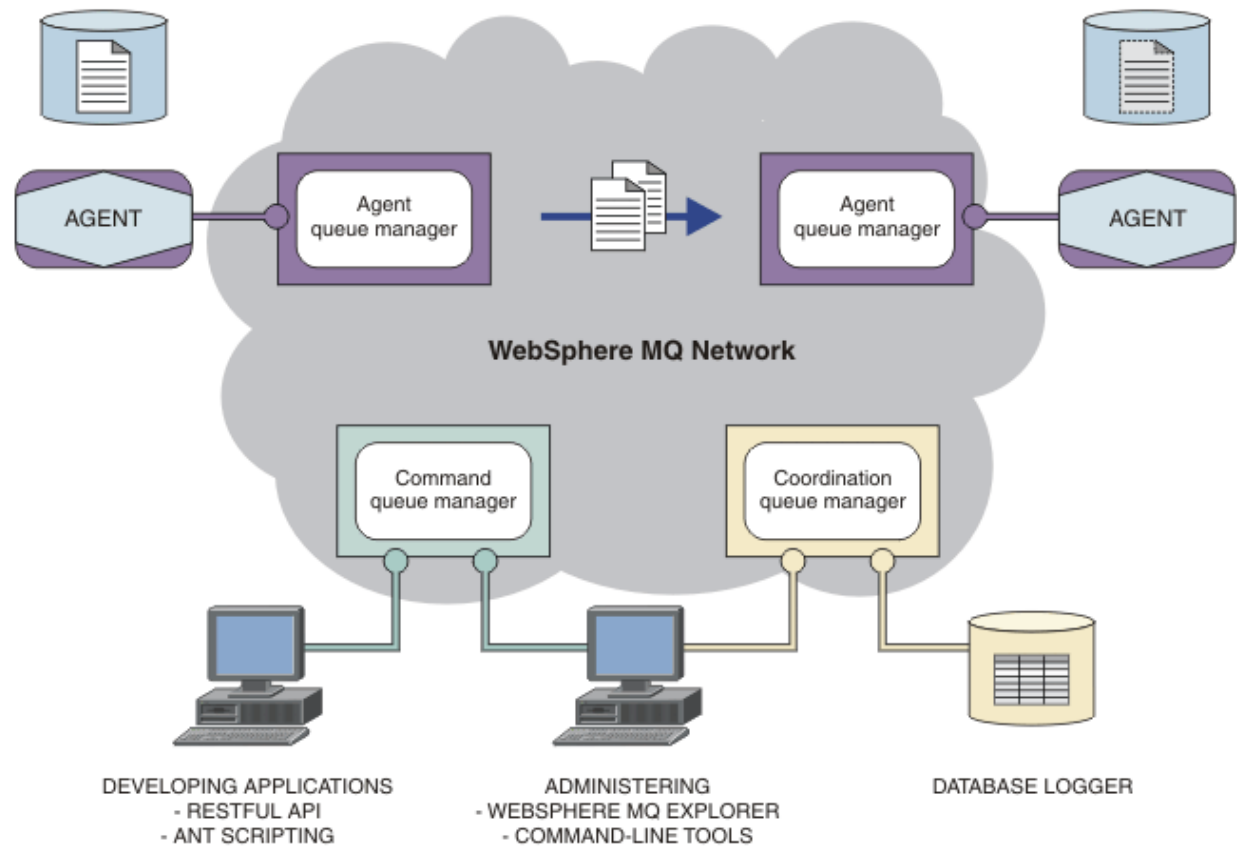 AGENT
Agent
queue manager
Agent
queue manager
AGENT
WebSphere MQ Network
Command
queue manager
Coordination
queue manager
DEVELOPING APPLICATIONS
- RESTFUL API
- ANT SCRIPTING
ADMINISTERING
- WEBSPHERE MQ EXPLORER
- COMMAND-LINE TOOLS
DATABASE LOGGER